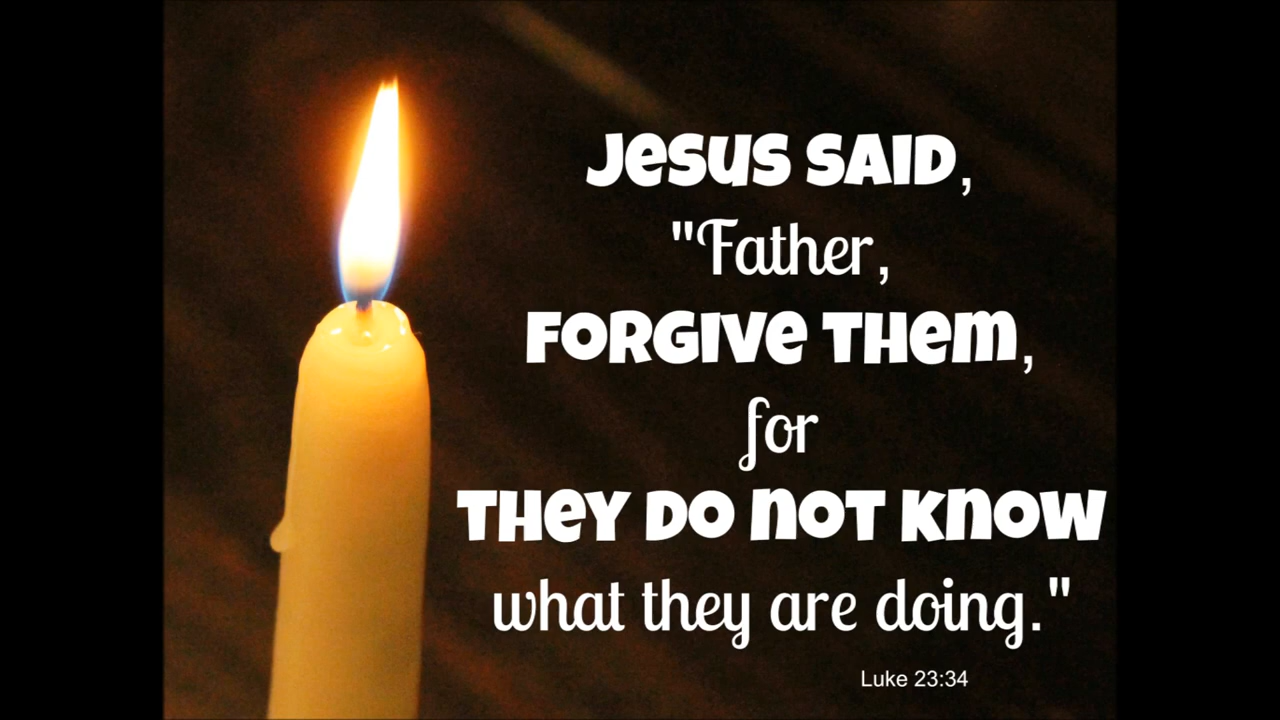 Jesus said,
"Father,
forgive them,
for
they do not know
what they are doing."
Luke 23:34